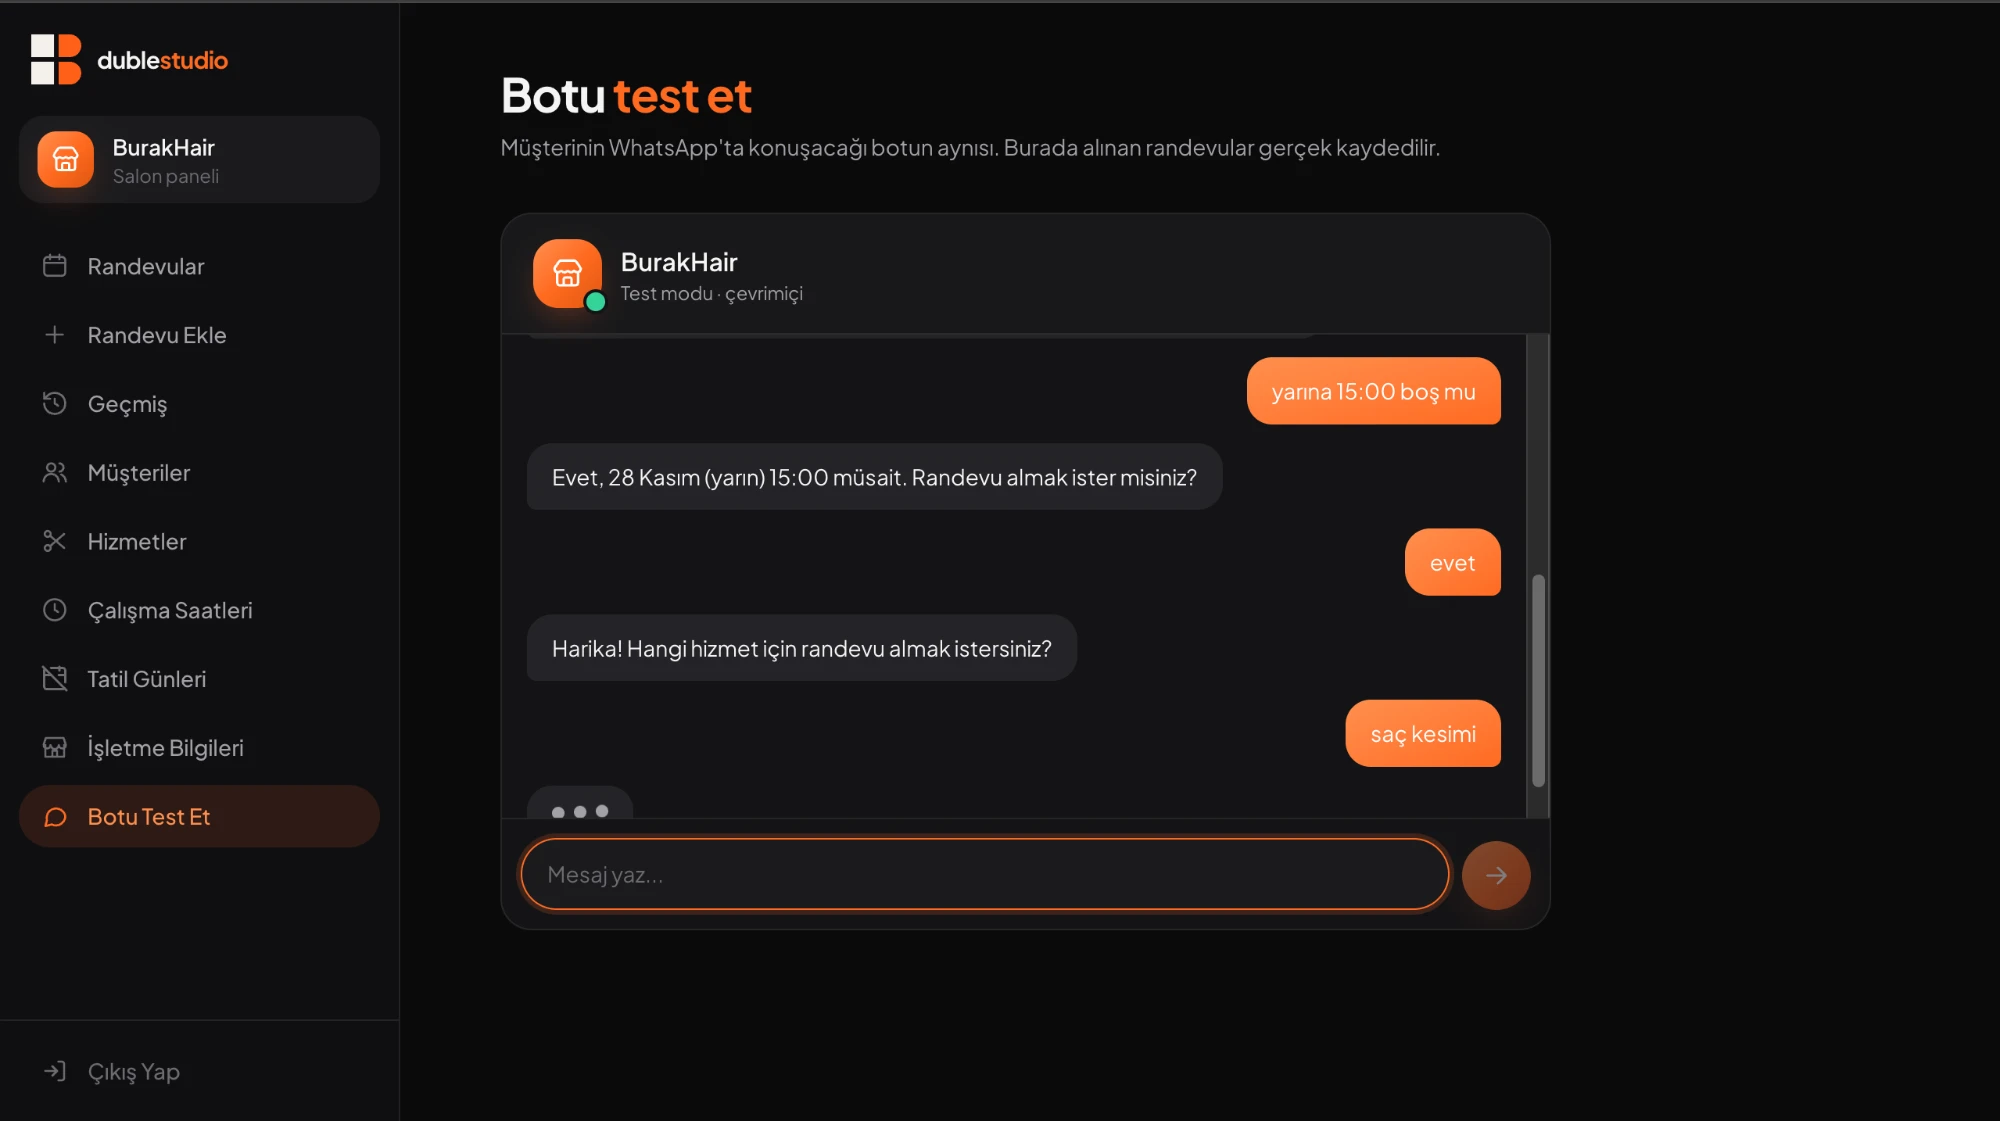 dublestudio
BurakHair
Salon paneli
Randevular
Randevu Ekle
Geçmiş
Müşteriler
Hizmetler
Çalışma Saatleri
Tatil Günleri
İşletme Bilgileri
Botu Test Et
Çıkış Yap
Botu test et
Müşterinin WhatsApp'ta konuşacağı botun aynısı. Burada alınan randevular gerçek kaydedilir.
BurakHair
Test modu · çevrimiçi
yarına 15:00 boş mu
Evet, 28 Kasım (yarın) 15:00 müsait. Randevu almak ister misiniz?
evet
Harika! Hangi hizmet için randevu almak istersiniz?
saç kesimi
Mesaj yaz...